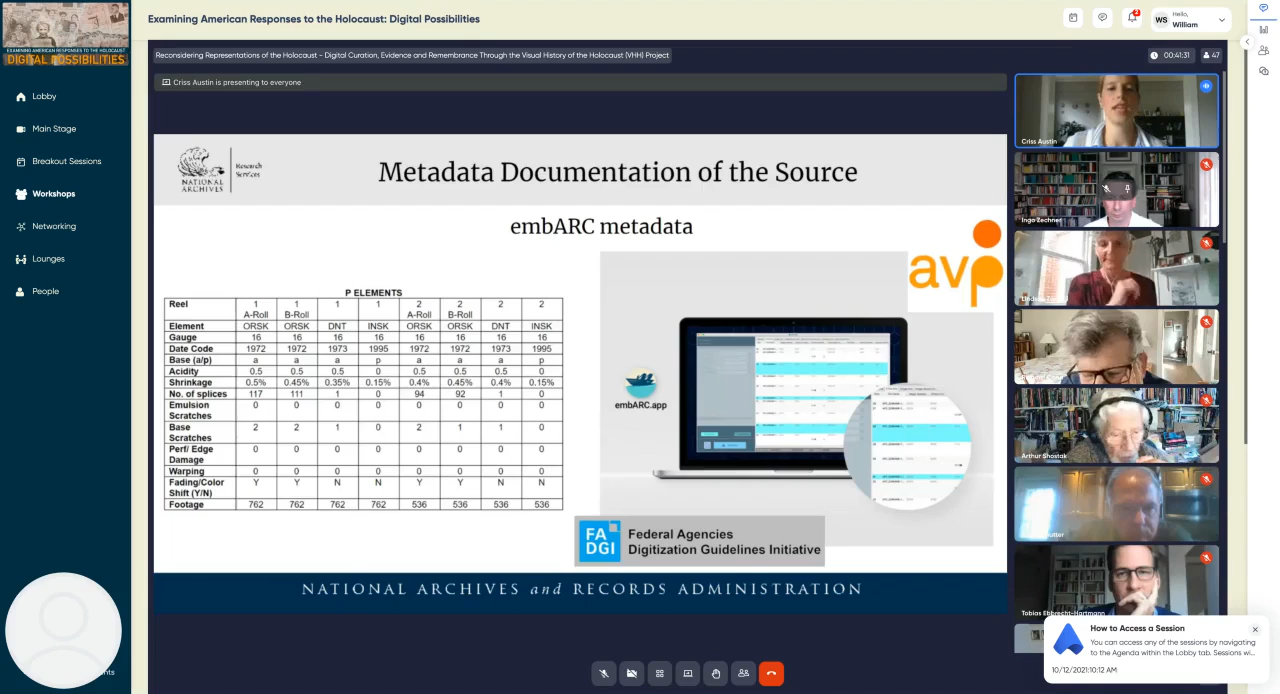 EXAMINING AMERICAN RESPONSES TO THE HOLOCAUST:
DIGITAL POSSIBILITIES
Examining American Responses to the Holocaust: Digital Possibilities
2
WS
Hello,
William
Lobby
Main Stage
Breakout Sessions
Workshops
Networking
Lounges
People
Reconsidering Representations of the Holocaust - Digital Curation, Evidence and Remembrance Through the Visual History of the Holocaust (VHH) Project
00:41:31
47
Criss Austin is presenting to everyone
NATIONAL
ARCHIVES
Research
Services
Metadata Documentation of the Source
embARC metadata
avp
P ELEMENTS
Reel 1 A-Roll 1 B-Roll 1 1 2 A-Roll 2 B-Roll 2 2
Element ORSK ORSK DNT INSK ORSK ORSK DNT INSK
Gauge 16 16 16 16 16 16 16 16
Date Code 1972 1972 1973 1995 1972 1972 1973 1995
Base (a/p) a a a p a a a p
Acidity 0.5 0.5 0.5 0 0.5 0.5 0.5 0
Shrinkage 0.5% 0.45% 0.35% 0.15% 0.4% 0.45% 0.4% 0.15%
No. of splices 117 111 1 0 94 92 1 0
Emulsion Scratches 0 0 0 0 0 0 0 0
Base Scratches 2 2 1 0 2 1 1 0
Perf/ Edge Damage 0 0 0 0 0 0 0 0
Warping 0 0 0 0 0 0 0 0
Fading/Color Shift (Y/N) Y Y N N Y Y N N
Footage 762 762 762 762 536 536 536 536
embARC.app
FA
DGI
Federal Agencies
Digitization Guidelines Initiative
NATIONAL ARCHIVES and RECORDS ADMINISTRATION
Criss Austin
Ingo Zechner
Arthur Shostak
Tobias Ebbrecht-Hartmann
How to Access a Session
You can access any of the sessions by navigating
to the Agenda within the Lobby tab. Sessions wi...
10/12/2021:10:12 AM